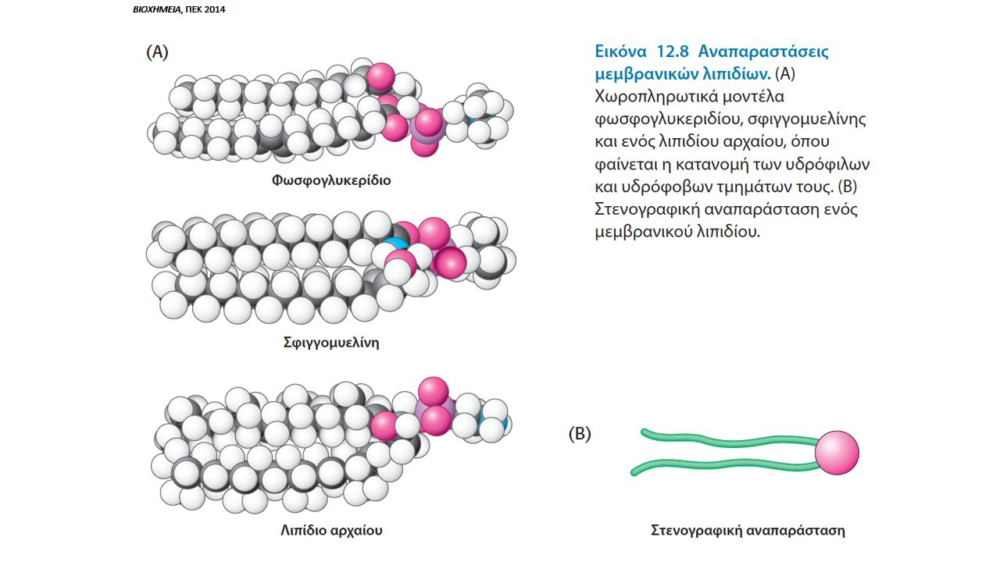 ΒΙΟΧΗΜΕΙΑ, ΠΕΚ 2014
(Α)
Φωσφογλυκερίδιο
Σφιγγομυελίνη
Λιπίδιο αρχαίου
Εικόνα 12.8 Αναπαραστάσεις
μεμβρανικών λιπιδίων. (Α)
Χωροπληρωτικά μοντέλα
φωσφογλυκεριδίου, σφιγγομυελίνης
και ενός λιπιδίου αρχαίου, όπου
φαίνεται η κατανομή των υδρόφιλων
και υδρόφοβων τμημάτων τους. (Β)
Στενογραφική αναπαράσταση ενός
μεμβρανικού λιπιδίου.
(Β)
Στενογραφική αναπαράσταση